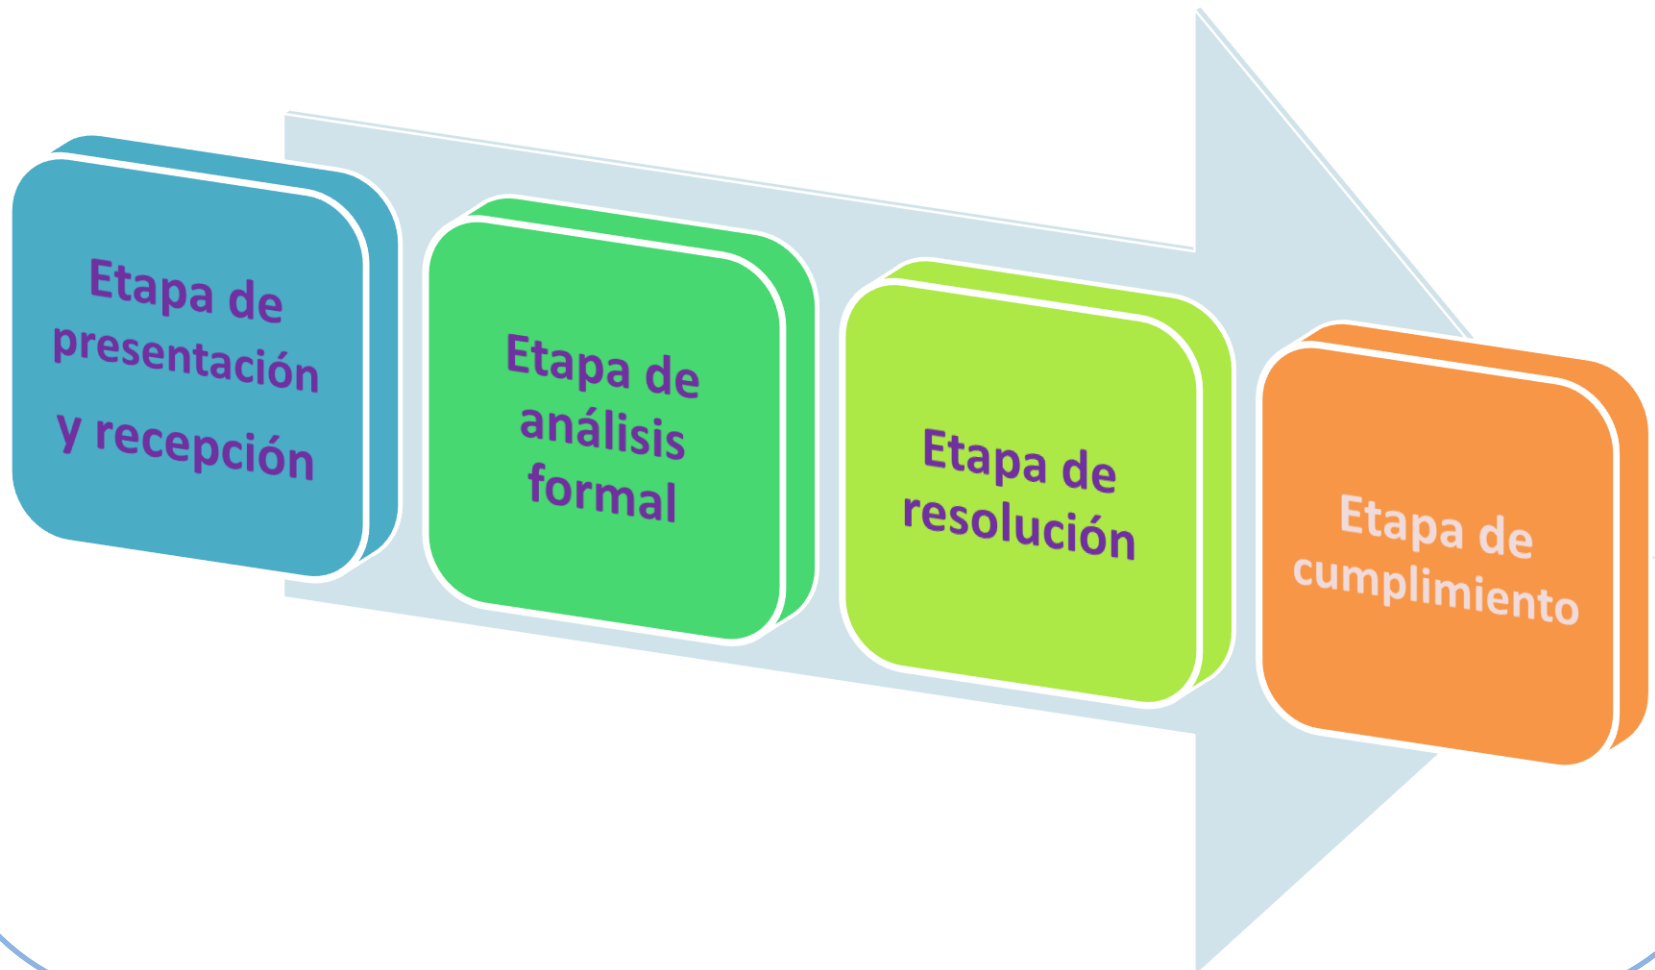 Etapa de
presentación
y recepción
Etapa de
análisis
formal
Etapa de
resolución
Etapa de
cumplimiento